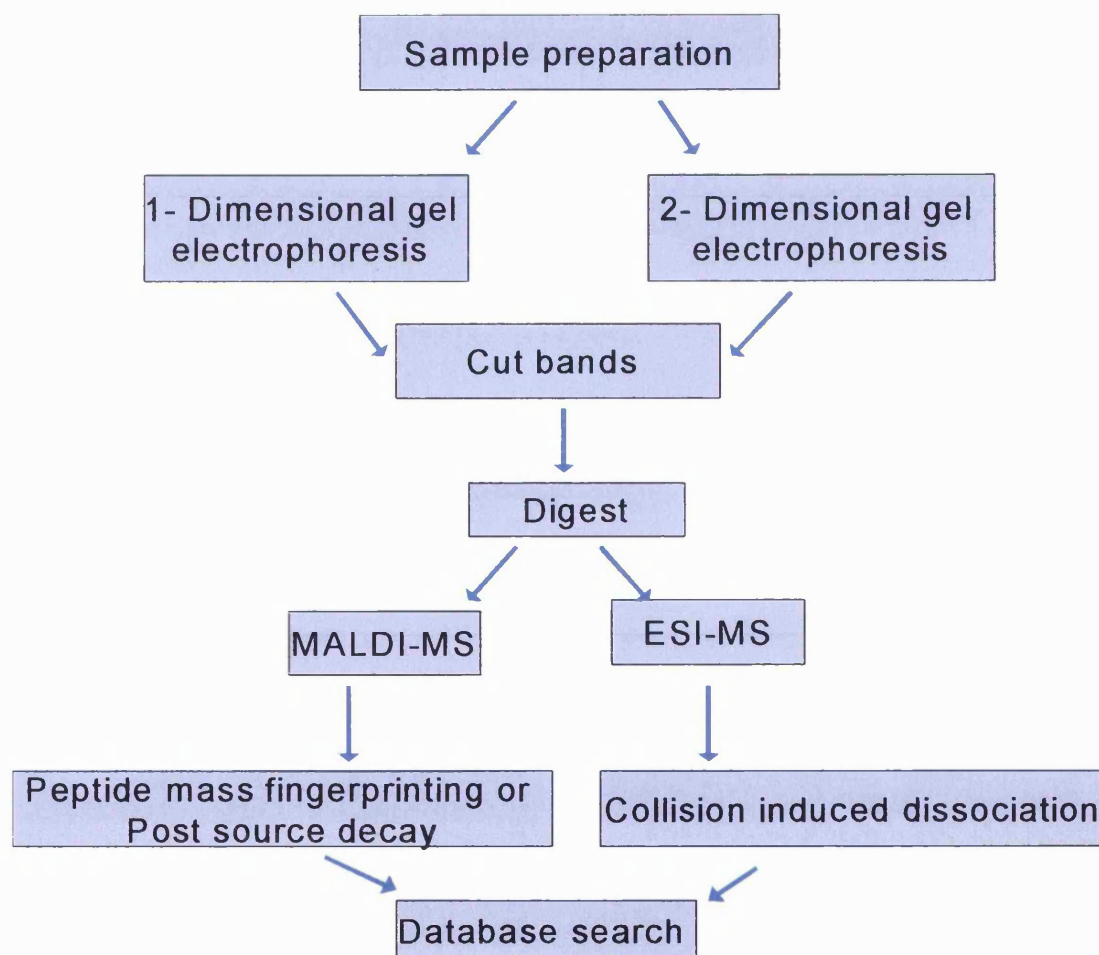 Sample preparation
1- Dimensional gel
electrophoresis
2- Dimensional gel
electrophoresis
Cut bands
Digest
MALDI-MS
ESI-MS
Peptide mass fingerprinting or
Post source decay
Collision induced dissociation
Database search